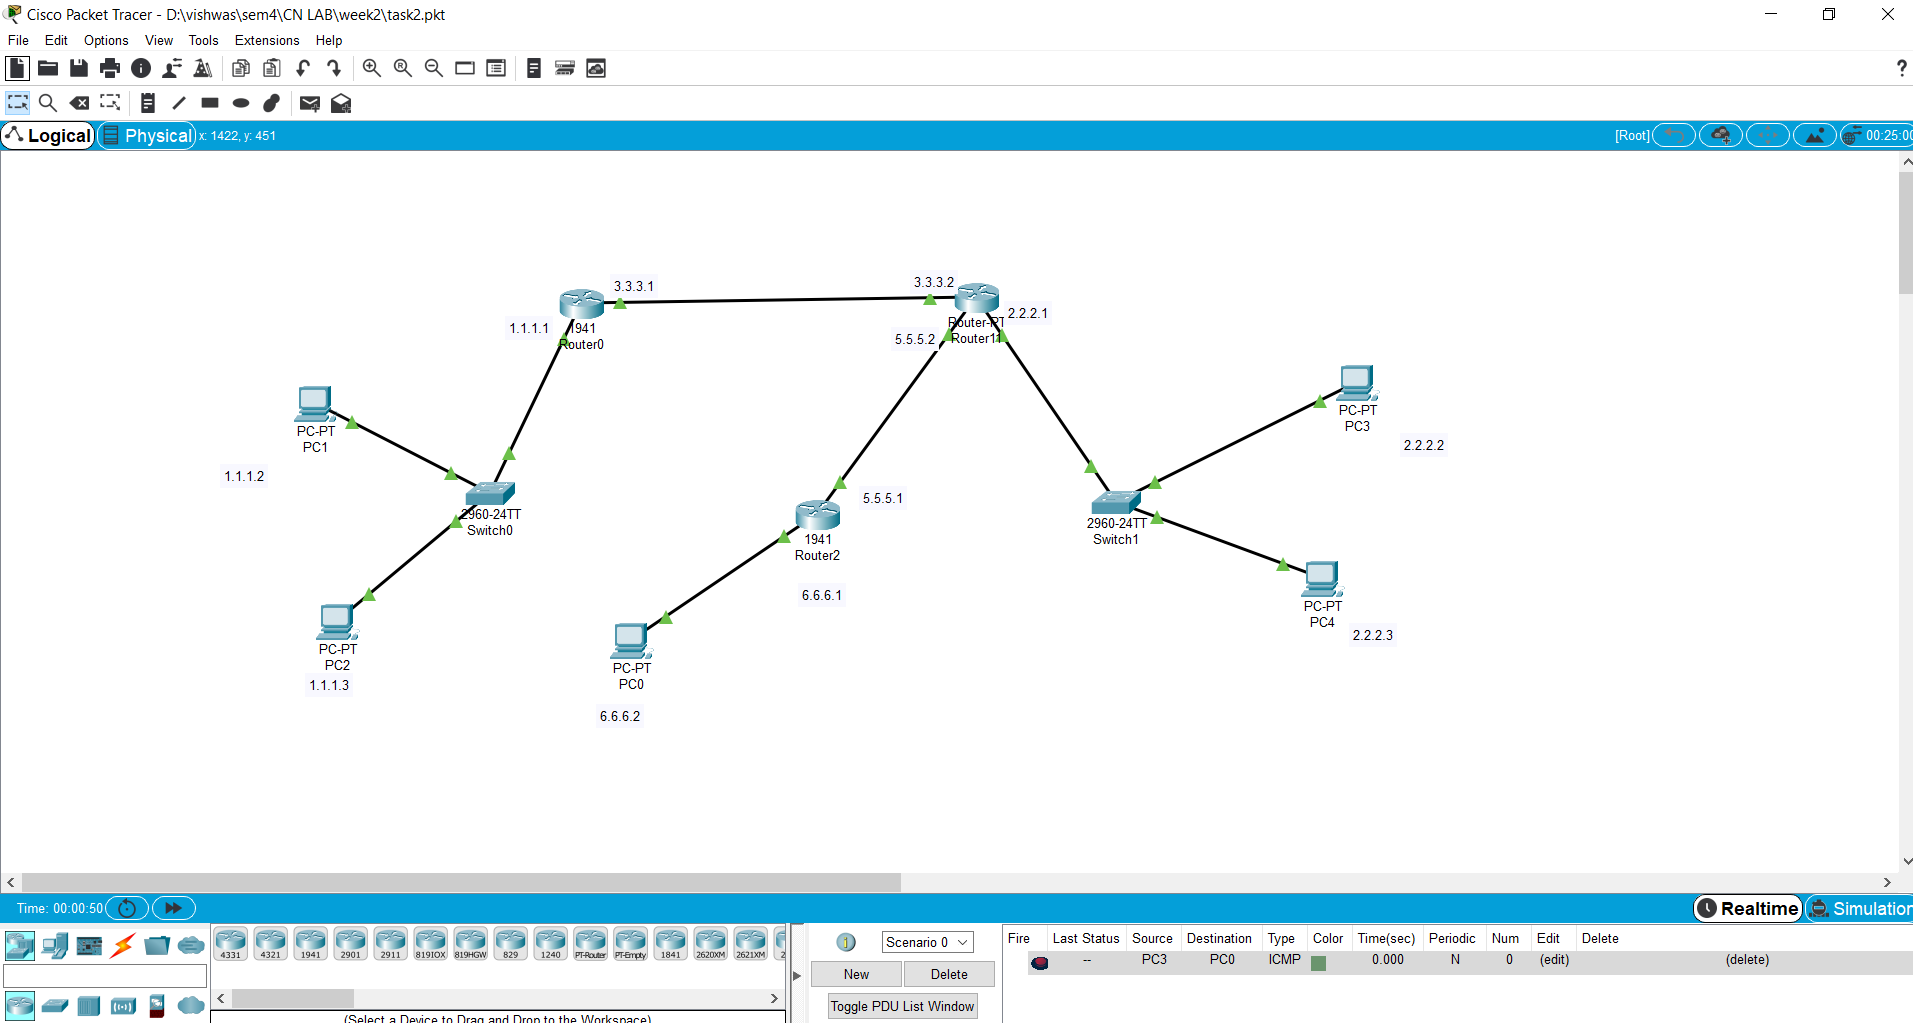 Cisco Packet Tracer - D:\vishwas\sem4\CN LAB\week2\task2.pkt
File Edit Options View Tools Extensions Help
?
Logical Physical x: 1422, y: 451 [Root] 00:25:00
3.3.3.1
3.3.3.2
1.1.1.1
1941
Router0
Router-PT
Router11
2.2.2.1
5.5.5.2
PC-PT
PC1
1.1.1.2
PC-PT
PC3
2.2.2.2
2960-24TT
Switch0
5.5.5.1
1941
Router2
2960-24TT
Switch1
6.6.6.1
PC-PT
PC2
1.1.1.3
PC-PT
PC0
6.6.6.2
PC-PT
PC4
2.2.2.3
Time: 00:00:50 Realtime Simulation
4331 4321 1941 2901 2911 819IOX 819HGW 829 1240 PT-Router PT-Empty 1841 2620XM 2621XM 2
(Select a Device to Drag and Drop to the Workspace)
Scenario 0
New Delete
Toggle PDU List Window
Fire Last Status Source Destination Type Color Time(sec) Periodic Num Edit Delete
-- PC3 PC0 ICMP 0.000 N 0 (edit) (delete)